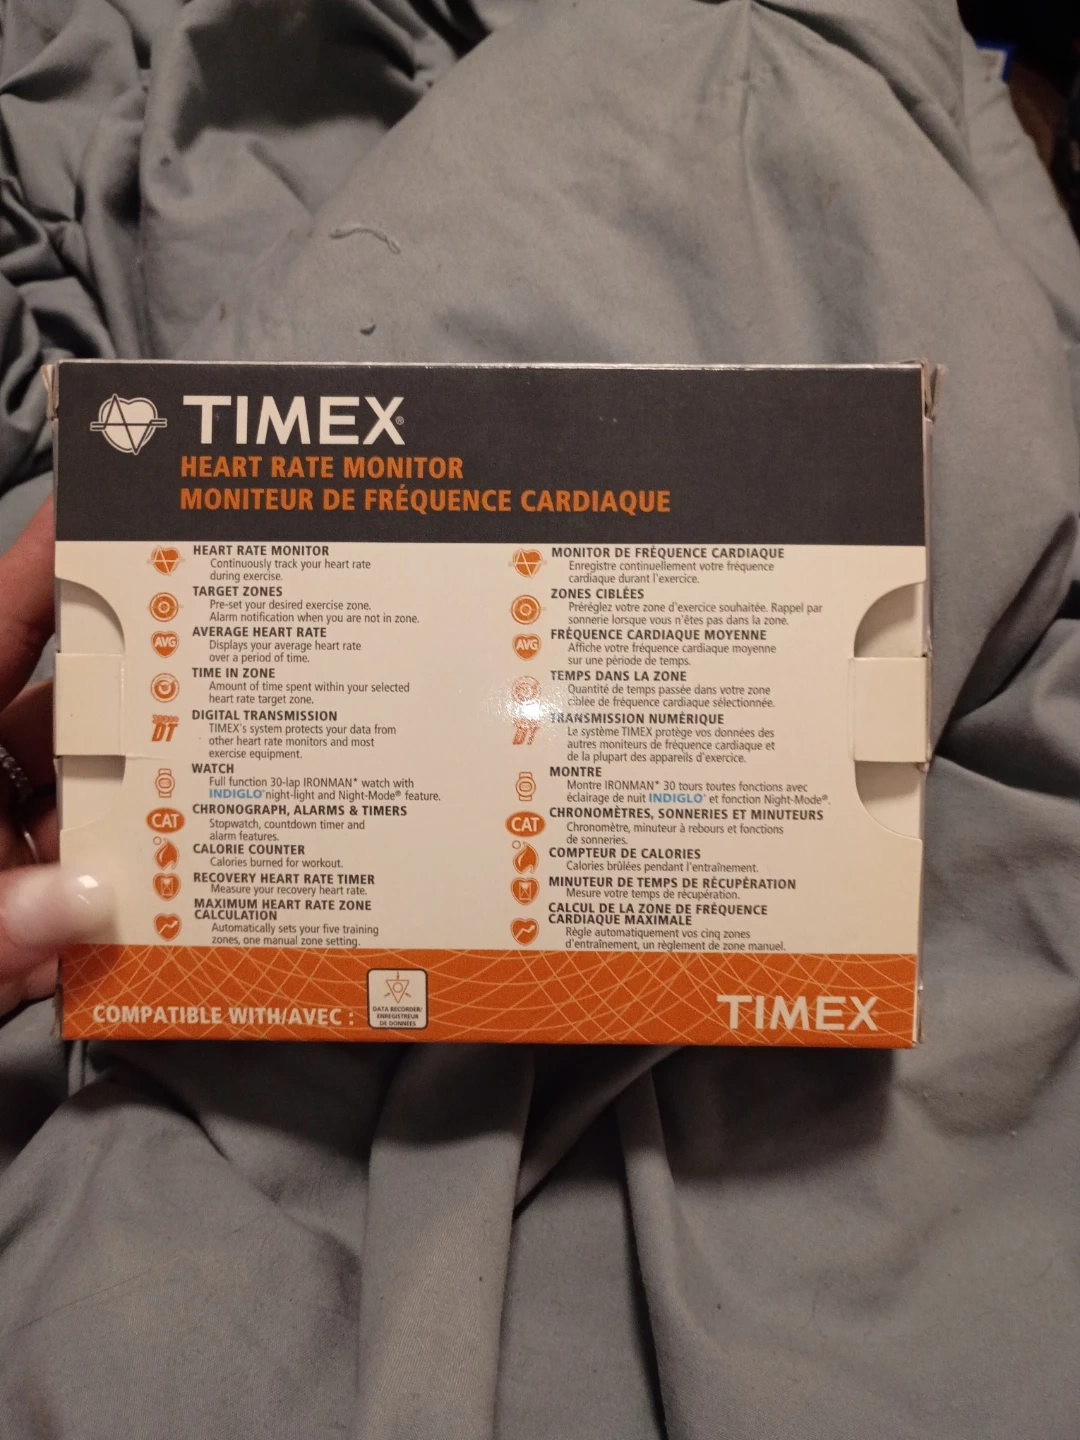 TIMEX®
HEART RATE MONITOR
MONITEUR DE FRÉQUENCE CARDIAQUE
HEART RATE MONITOR
Continuously track your heart rate
during exercise.
TARGET ZONES
Pre-set your desired exercise zone.
Alarm notification when you are not in zone.
AVG
AVERAGE HEART RATE
Displays your average heart rate
over a period of time.
TIME IN ZONE
Amount of time spent within your selected
heart rate target zone.
DT
DIGITAL TRANSMISSION
TIMEX's system protects your data from
other heart rate monitors and most
exercise equipment.
WATCH
Full function 30-lap IRONMAN* watch with
INDIGLO® night-light and Night-Mode® feature.
CAT
CHRONOGRAPH, ALARMS & TIMERS
Stopwatch, countdown timer and
alarm features.
CALORIE COUNTER
Calories burned for workout.
RECOVERY HEART RATE TIMER
Measure your recovery heart rate.
MAXIMUM HEART RATE ZONE
CALCULATION
Automatically sets your five training
zones, one manual zone setting.
MONITOR DE FRÉQUENCE CARDIAQUE
Enregistre continuellement votre fréquence
cardiaque durant l'exercice.
ZONES CIBLÉES
Préréglez votre zone d'exercice souhaitée. Rappel par
sonnerie lorsque vous n'êtes pas dans la zone.
AVG
FRÉQUENCE CARDIAQUE MOYENNE
Affiche votre fréquence cardiaque moyenne
sur une période de temps.
TEMPS DANS LA ZONE
Quantité de temps passée dans votre zone
ciblée de fréquence cardiaque sélectionnée.
TRANSMISSION NUMÉRIQUE
Le système TIMEX protège vos données des
autres moniteurs de fréquence cardiaque et
de la plupart des appareils d'exercice.
MONTRE
Montre IRONMAN* 30 tours toutes fonctions avec
éclairage de nuit INDIGLO® et fonction Night-Mode®.
CAT
CHRONOMÈTRES, SONNERIES ET MINUTEURS
Chronomètre, minuteur à rebours et fonctions
de sonneries.
COMPTEUR DE CALORIES
Calories brûlées pendant l'entraînement.
MINUTEUR DE TEMPS DE RÉCUPÉRATION
Mesure votre temps de récupération.
CALCUL DE LA ZONE DE FRÉQUENCE
CARDIAQUE MAXIMALE
Règle automatiquement vos cinq zones
d'entraînement, un règlement de zone manuel.
COMPATIBLE WITH/AVEC :
DATA RECORDER/
ENREGISTREUR
DE DONNÉES
TIMEX